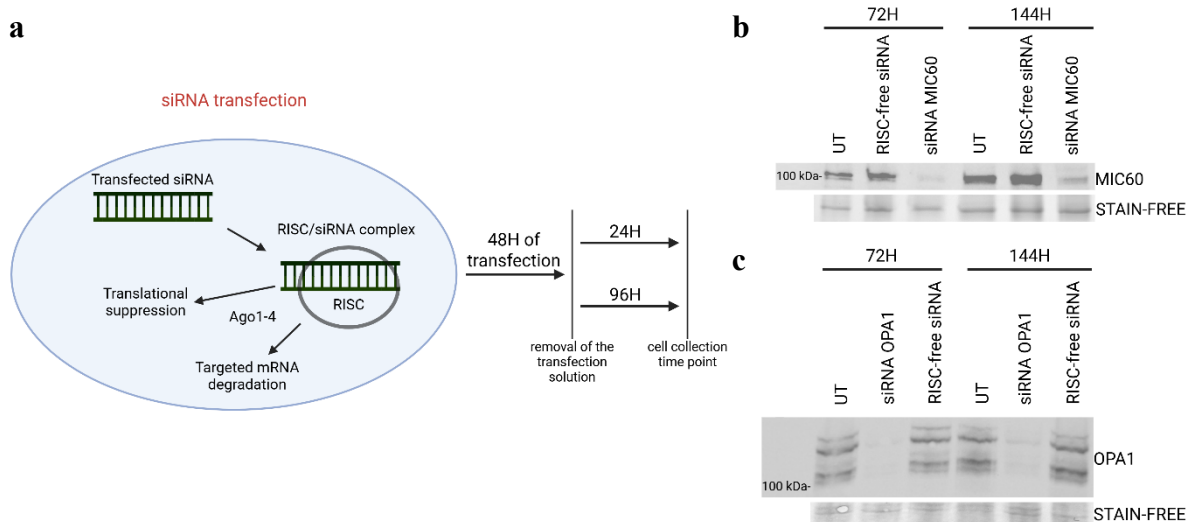 a
siRNA transfection
Transfected siRNA
RISC/siRNA complex
RISC
Translational
suppression
Ago1-4
Targeted mRNA
degradation
48H of
transfection
24H
96H
removal of the
transfection
solution
cell collection
time point
b
72H
144H
UT
RISC-free siRNA
siRNA MIC60
UT
RISC-free siRNA
siRNA MIC60
100 kDa-
MIC60
STAIN-FREE
c
72H
144H
UT
siRNA OPA1
RISC-free siRNA
UT
siRNA OPA1
RISC-free siRNA
OPA1
100 kDa-
STAIN-FREE